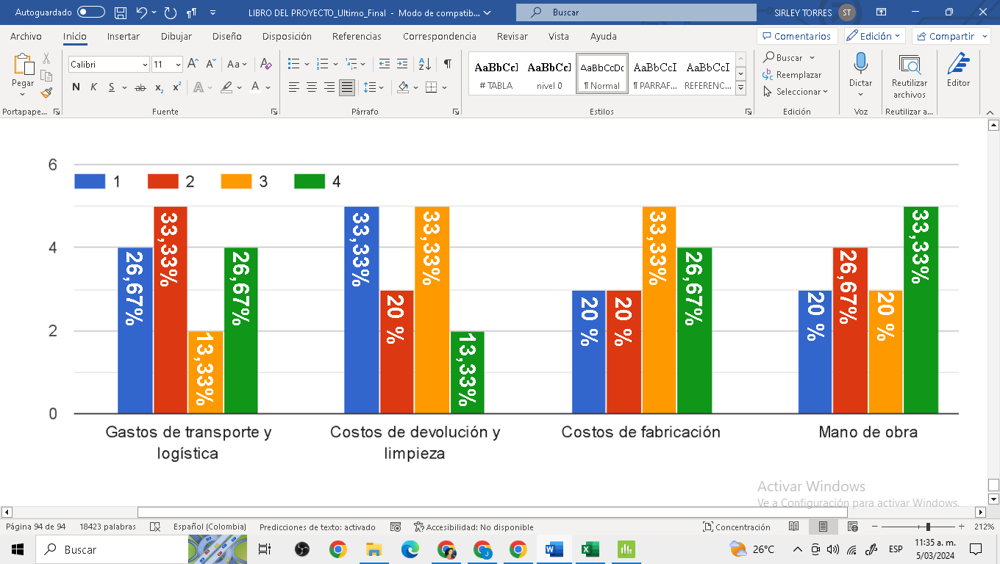 Autoguardado
LIBRO DEL PROYECTO_Ultimo_Final - Modo de compatib...
Buscar
SIRLEY TORRES
ST
Archivo Inicio Insertar Dibujar Diseño Disposición Referencias Correspondencia Revisar Vista Ayuda
Comentarios Edición Compartir
Pegar
Calibri 11
Aa
N K S ab x2 x2 A A
AaBbCcI AaBbCcI AaBbCcDc AaBbCcI AaBbCcI
# TABLA nivel 0 ¶ Normal ¶ PARRAF... REFERENC...
Buscar
Reemplazar
Seleccionar
Dictar
Reutilizar
archivos
Editor
Portapape... Fuente Párrafo Estilos Edición Voz Reutilizar a... Editor
6
1 2 3 4
4
2
0
26,67% 33,33% 13,33% 26,67%
33,33% 20 % 33,33% 13,33%
20 % 20 % 33,33% 26,67%
20 % 26,67% 20 % 33,33%
Gastos de transporte y
logística
Costos de devolución y
limpieza
Costos de fabricación
Mano de obra
Activar Windows
Ve a Configuración para activar Windows.
Página 94 de 94 18423 palabras Español (Colombia) Predicciones de texto: activado Accesibilidad: No disponible Concentración 212%
Buscar
26°C
ESP
11:35 a. m.
5/03/2024